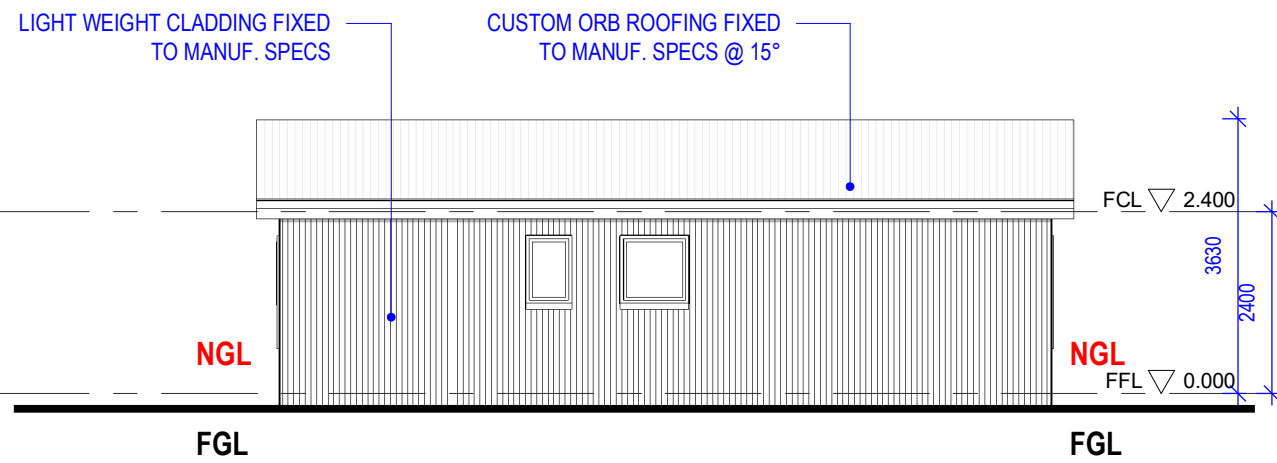 LIGHT WEIGHT CLADDING FIXED
TO MANUF. SPECS
CUSTOM ORB ROOFING FIXED
TO MANUF. SPECS @ 15°
FCL 2.400
3630
2400
NGL
NGL
FFL 0.000
FGL
FGL